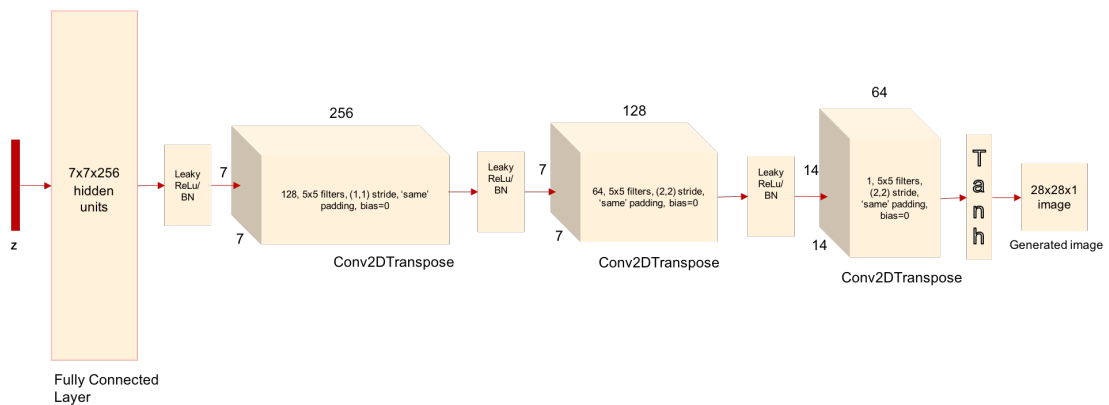 z
7x7x256
hidden
units
Fully Connected
Layer
Leaky
ReLu/
BN
256
7
7
128, 5x5 filters, (1,1) stride, ‘same’
padding, bias=0
Conv2DTranspose
Leaky
ReLu/
BN
128
7
7
64, 5x5 filters, (2,2) stride,
‘same’ padding, bias=0
Conv2DTranspose
Leaky
ReLu/
BN
64
14
14
1, 5x5 filters,
(2,2) stride,
‘same’ padding,
bias=0
Conv2DTranspose
Tanh
28x28x1
image
Generated image